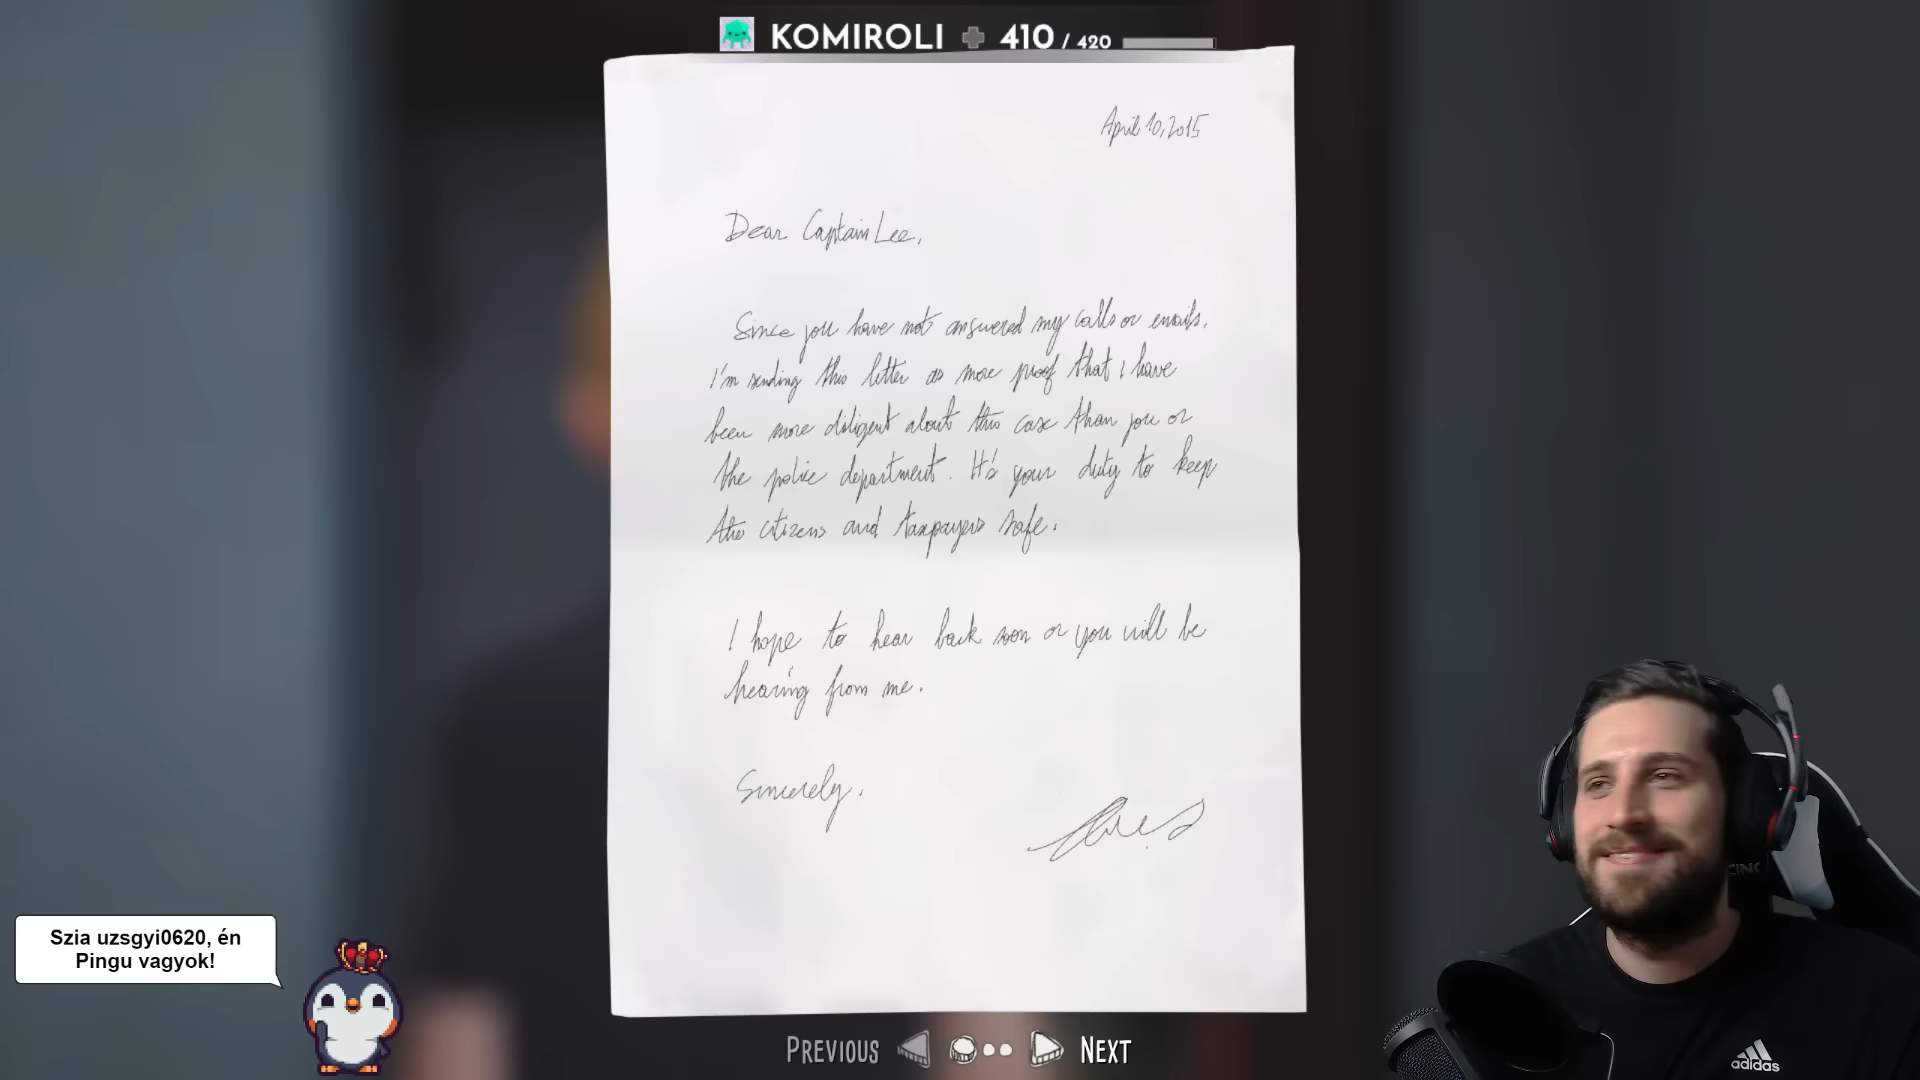 KOMIROLI 410 / 420
April 10, 2015
Dear Captain Lee,
Since you have not answered my calls or emails,
I'm sending this letter as more proof that I have
been more diligent about this case than you or
the police department. It's your duty to keep
the citizens and taxpayers safe.
I hope to hear back soon or you will be
hearing from me.
Sincerely,
Szia uzsgyi0620, én
Pingu vagyok!
adidas
PREVIOUS NEXT